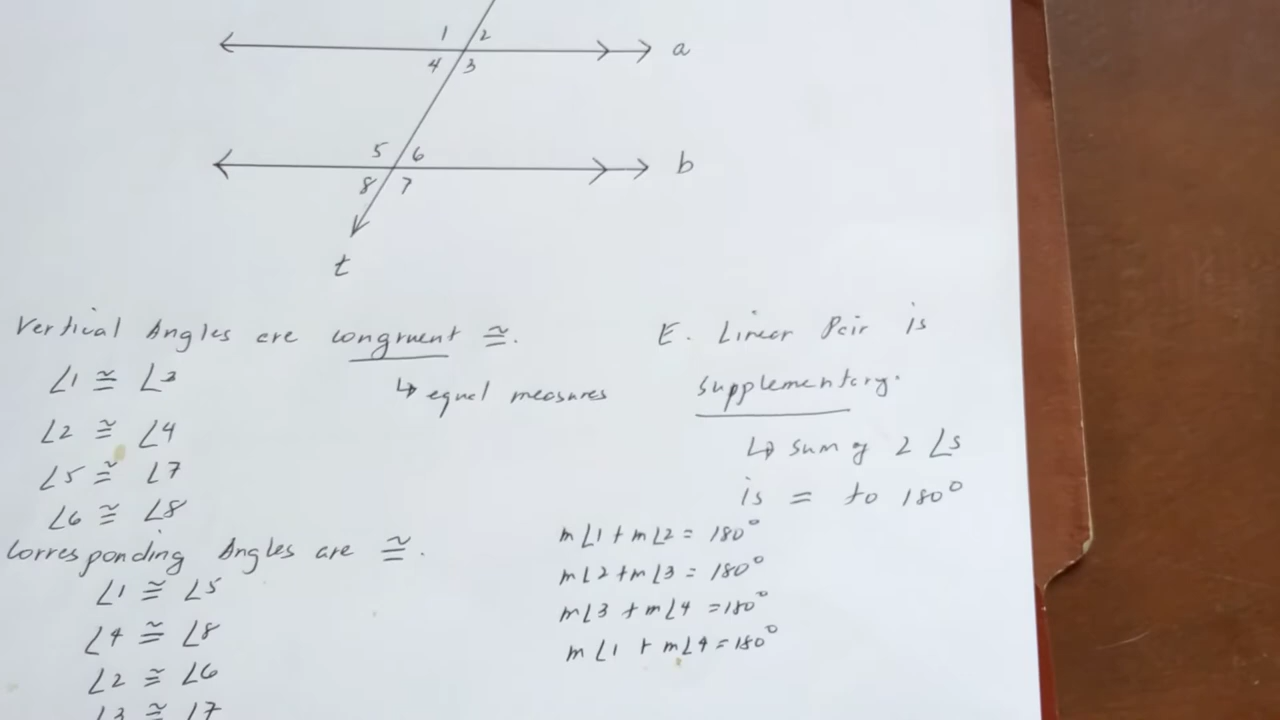 1 2
a
4 3
5 6
b
8 7
t
Vertical Angles are congruent ≅.
↳ equal measures
∠1 ≅ ∠3
∠2 ≅ ∠4
∠5 ≅ ∠7
∠6 ≅ ∠8
Corresponding Angles are ≅.
∠1 ≅ ∠5
∠4 ≅ ∠8
∠2 ≅ ∠6
∠3 ≅ ∠7
E. Linear Pair is
supplementary.
↳ sum of 2 ∠s
is = to 180°
m∠1 + m∠2 = 180°
m∠2 + m∠3 = 180°
m∠3 + m∠4 = 180°
m∠1 + m∠4 = 180°